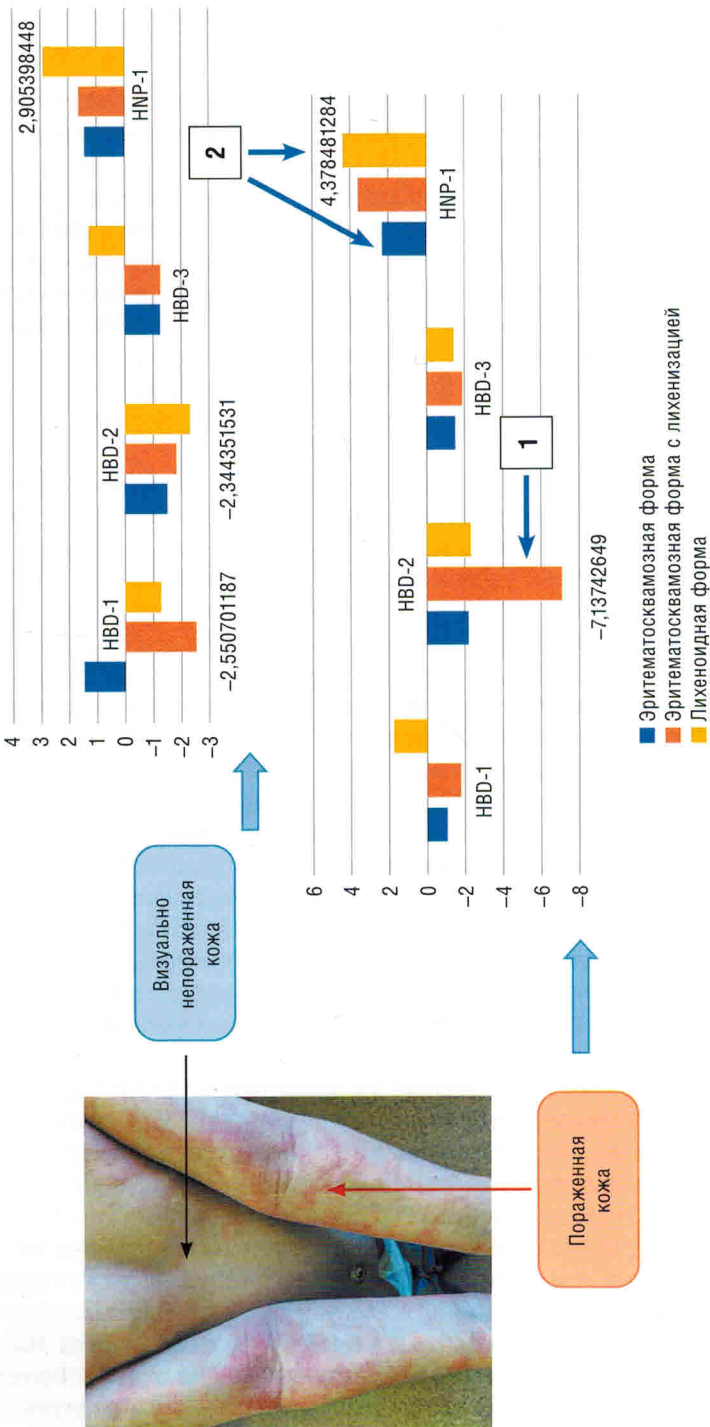 Визуально
непораженная
кожа
Пораженная
кожа
4
3
2
1
0
−1
−2
−3
HBD-1
−2,550701187
HBD-2
−2,344351531
HBD-3
HNP-1
2,905398448
2
6
4
2
0
−2
−4
−6
−8
HBD-1
HBD-2
−7,13742649
1
HBD-3
HNP-1
4,378481284
Эритематосквамозная форма
Эритематосквамозная форма с лихенизацией
Лихеноидная форма